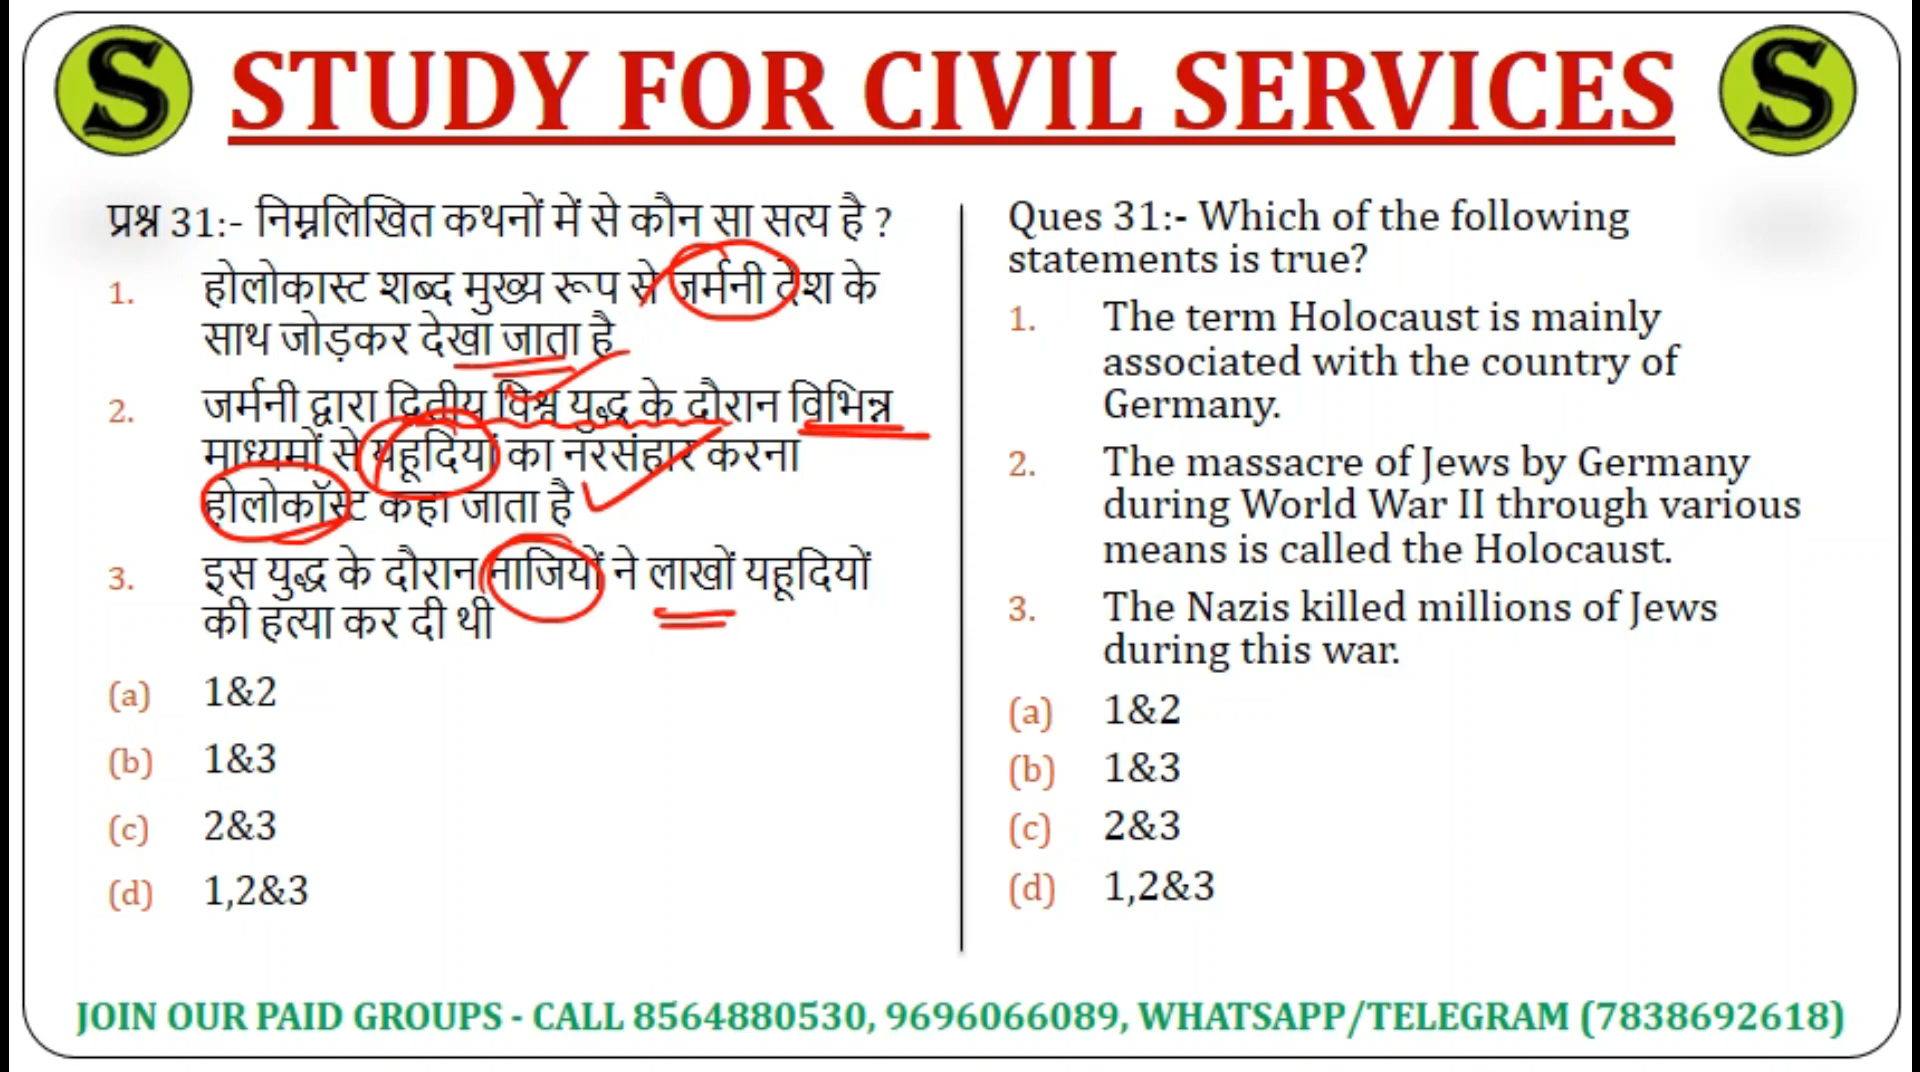 S STUDY FOR CIVIL SERVICES S
प्रश्न 31:- निम्नलिखित कथनों में से कौन सा सत्य है ?
1. होलोकास्ट शब्द मुख्य रूप से जर्मनी देश के
साथ जोड़कर देखा जाता है
2. जर्मनी द्वारा द्वितीय विश्व युद्ध के दौरान विभिन्न
माध्यमों से यहूदियों का नरसंहार करना
होलोकॉस्ट कहा जाता है
3. इस युद्ध के दौरान नाजियों ने लाखों यहूदियों
की हत्या कर दी थी
(a) 1&2
(b) 1&3
(c) 2&3
(d) 1,2&3
Ques 31:- Which of the following
statements is true?
1. The term Holocaust is mainly
associated with the country of
Germany.
2. The massacre of Jews by Germany
during World War II through various
means is called the Holocaust.
3. The Nazis killed millions of Jews
during this war.
(a) 1&2
(b) 1&3
(c) 2&3
(d) 1,2&3
JOIN OUR PAID GROUPS - CALL 8564880530, 9696066089, WHATSAPP/TELEGRAM (7838692618)